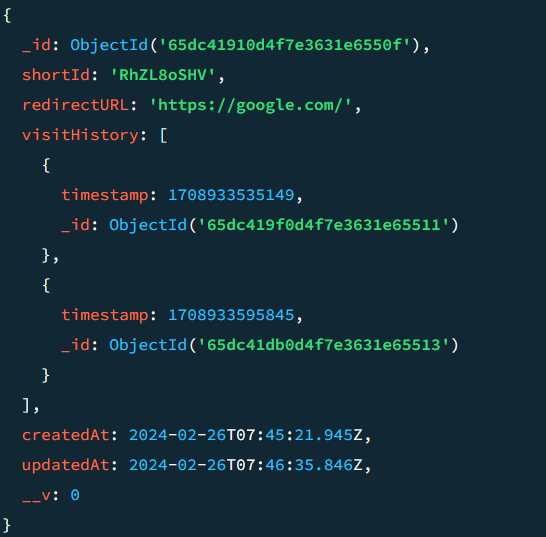 {
  _id: ObjectId('65dc41910d4f7e3631e6550f'),
  shortId: 'RhZL8oSHV',
  redirectURL: 'https://google.com/',
  visitHistory: [
    {
      timestamp: 1708933535149,
      _id: ObjectId('65dc419f0d4f7e3631e65511')
    },
    {
      timestamp: 1708933595845,
      _id: ObjectId('65dc41db0d4f7e3631e65513')
    }
  ],
  createdAt: 2024-02-26T07:45:21.945Z,
  updatedAt: 2024-02-26T07:46:35.846Z,
  __v: 0
}